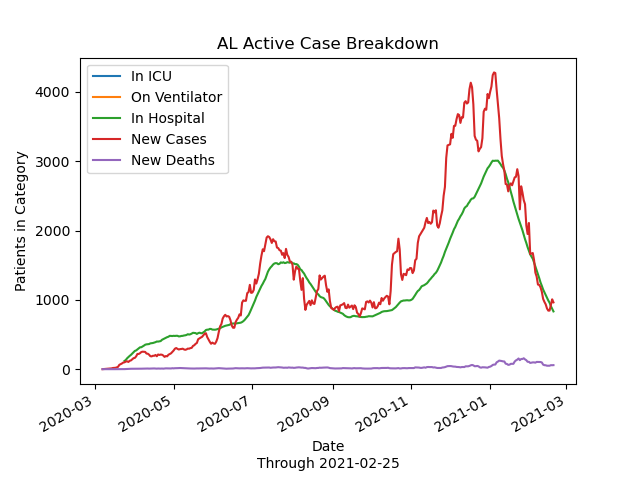 AL Active Case Breakdown
In ICU
On Ventilator
In Hospital
New Cases
New Deaths
Patients in Category
4000
3000
2000
1000
0
2020-03
2020-05
2020-07
2020-09
2020-11
2021-01
2021-03
Date
Through 2021-02-25